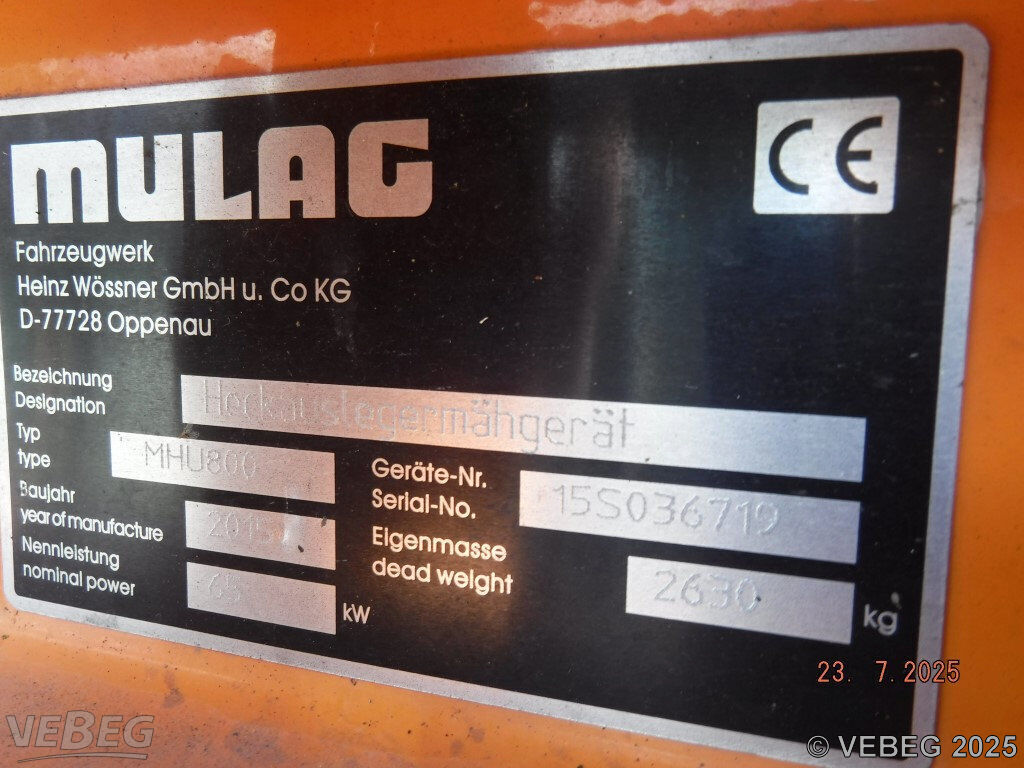 MULAG
CE
Fahrzeugwerk
Heinz Wössner GmbH u. Co KG
D-77728 Oppenau
Bezeichnung
Designation
Heckauslegermähgerät
Typ
type
MHU800
Geräte-Nr.
Serial-No.
15S036719
Baujahr
year of manufacture
2015
Eigenmasse
dead weight
2630
kg
Nennleistung
nominal power
65
kW
23. 7.2025
VEBEG
© VEBEG 2025